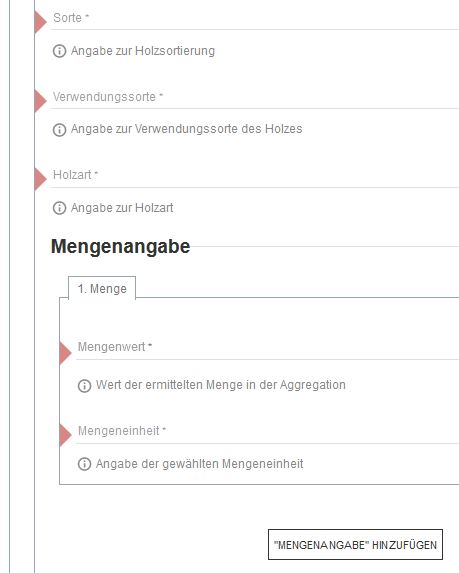 Sorte *
Angabe zur Holzsortierung
Verwendungssorte *
Angabe zur Verwendungssorte des Holzes
Holzart *
Angabe zur Holzart
Mengenangabe
1. Menge
Mengenwert *
Wert der ermittelten Menge in der Aggregation
Mengeneinheit *
Angabe der gewählten Mengeneinheit
"MENGENANGABE" HINZUFÜGEN